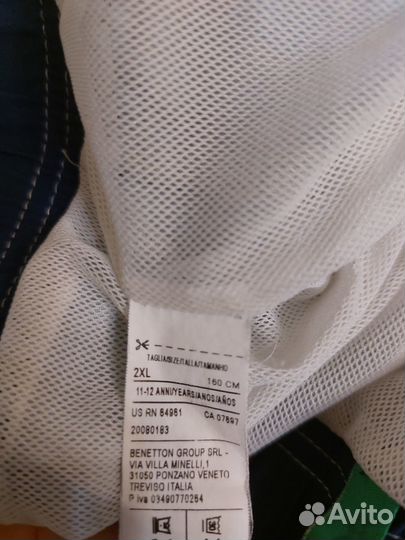 TAGLIA/SIZE/TALLA/TAMANHO
2XL 160 CM
11-12 ANNI/YEARS/ANOS/AÑOS
US RN 54961 CA 07897
20080183
BENETTON GROUP SRL -
VIA VILLA MINELLI,1
31050 PONZANO VENETO
TREVISO ITALIA
P iva 03490770264
Avito